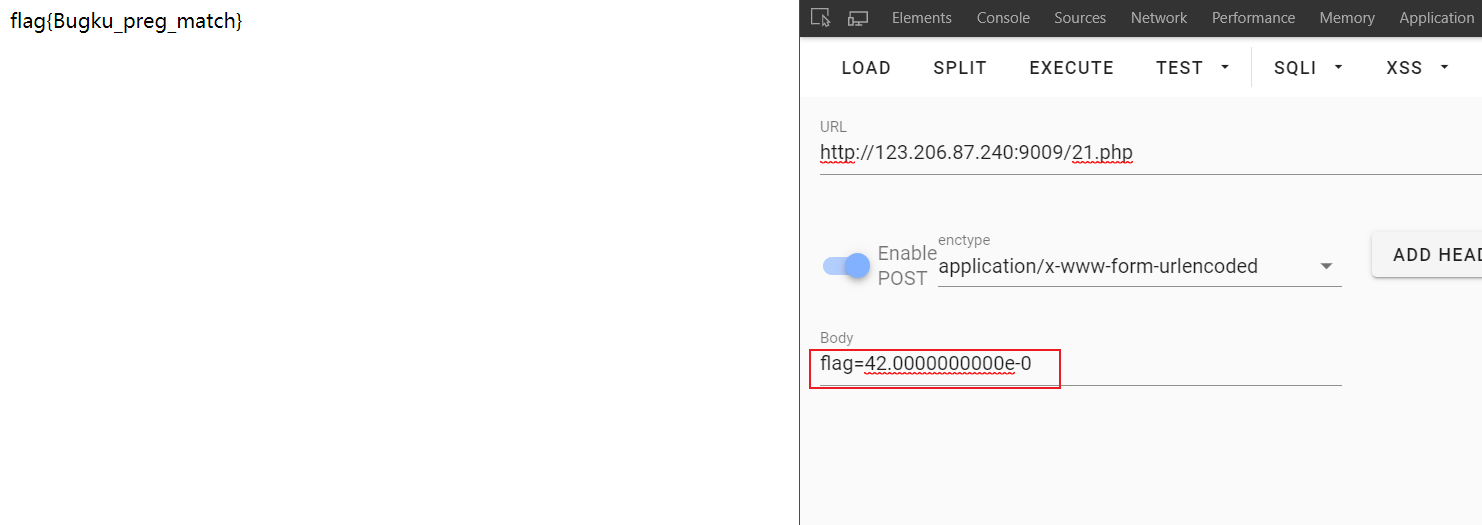 flag{Bugku_preg_match}
Elements Console Sources Network Performance Memory Application
LOAD SPLIT EXECUTE TEST SQLI XSS
URL
http://123.206.87.240:9009/21.php
Enable POST
enctype
application/x-www-form-urlencoded
ADD HEAD
Body
flag=42.0000000000e-0